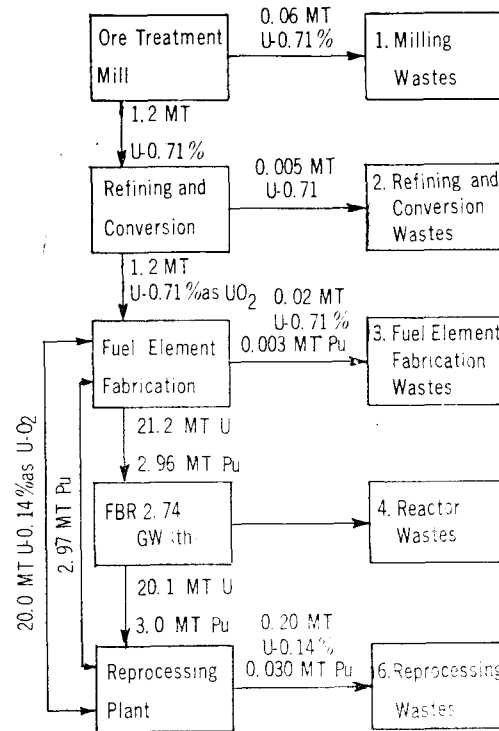 Ore Treatment
Mill
0.06 MT
U-0.71%
1. Milling
Wastes
1.2 MT
U-0.71%
Refining and
Conversion
0.005 MT
U-0.71
2. Refining and
Conversion
Wastes
1.2 MT
U-0.71% as UO2
Fuel Element
Fabrication
0.02 MT
U-0.71%
0.003 MT Pu
3. Fuel Element
Fabrication
Wastes
21.2 MT U
2.96 MT Pu
20.0 MT U-0.14% as U-O2
2.97 MT Pu
FBR 2.74
GW (th
4. Reactor
Wastes
20.1 MT U
3.0 MT Pu
Reprocessing
Plant
0.20 MT
U-0.14%
0.030 MT Pu
6. Reprocessing
Wastes